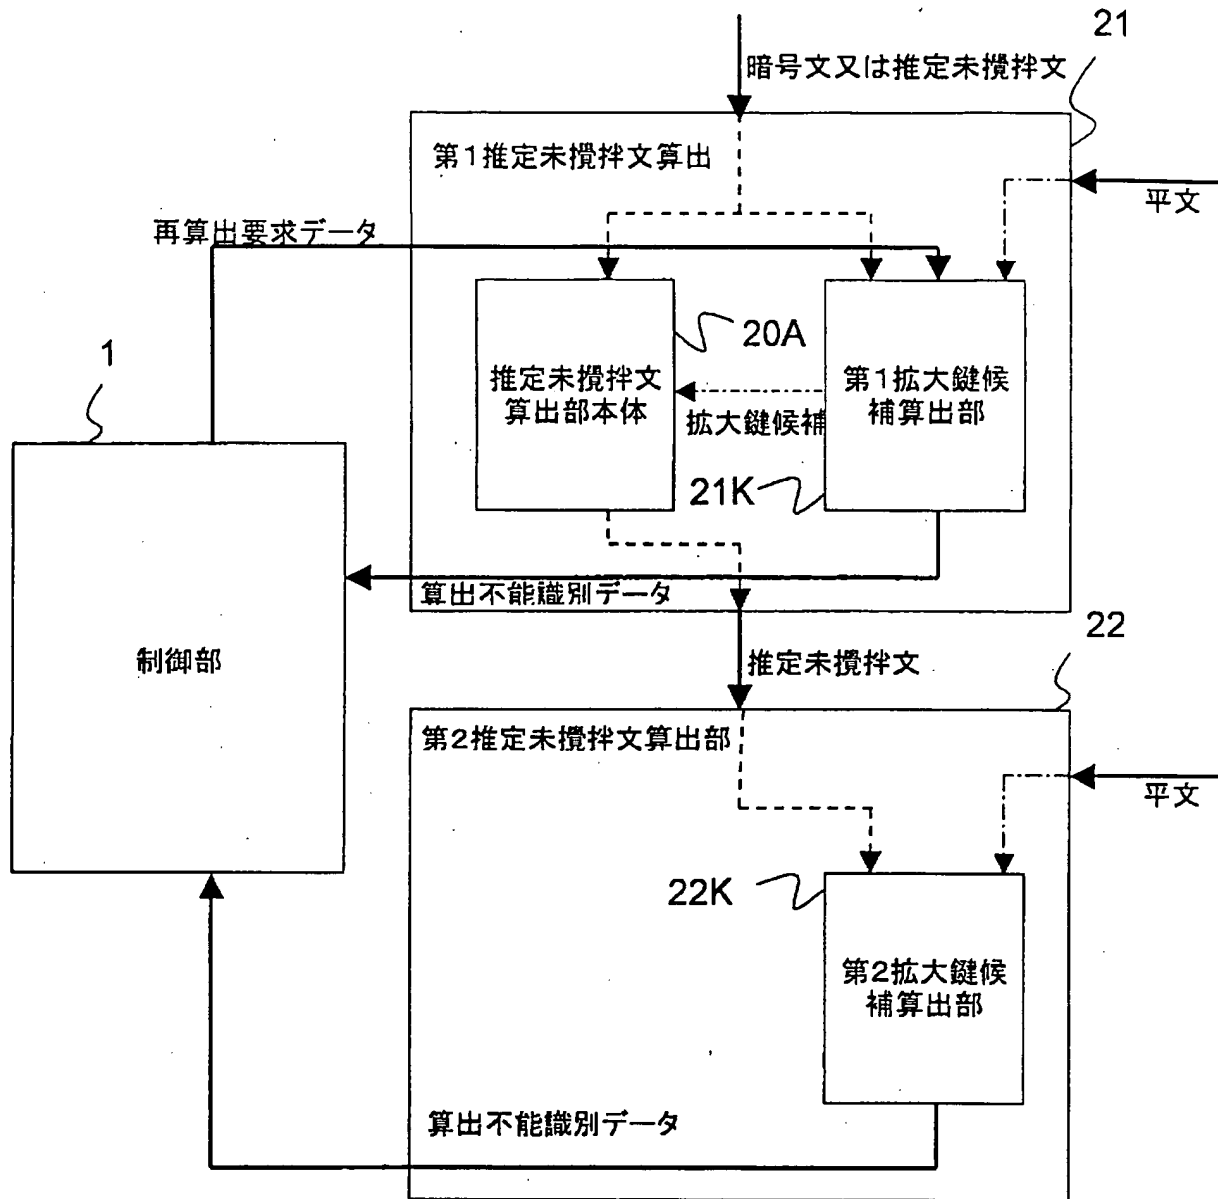 21
暗号文又は推定未攪拌文
第1推定未攪拌文算出
平文
再算出要求データ
1
20A
推定未攪拌文
算出部本体
第1拡大鍵候
補算出部
拡大鍵候補
21K
算出不能識別データ
制御部
22
推定未攪拌文
第2推定未攪拌文算出部
平文
22K
第2拡大鍵候
補算出部
算出不能識別データ